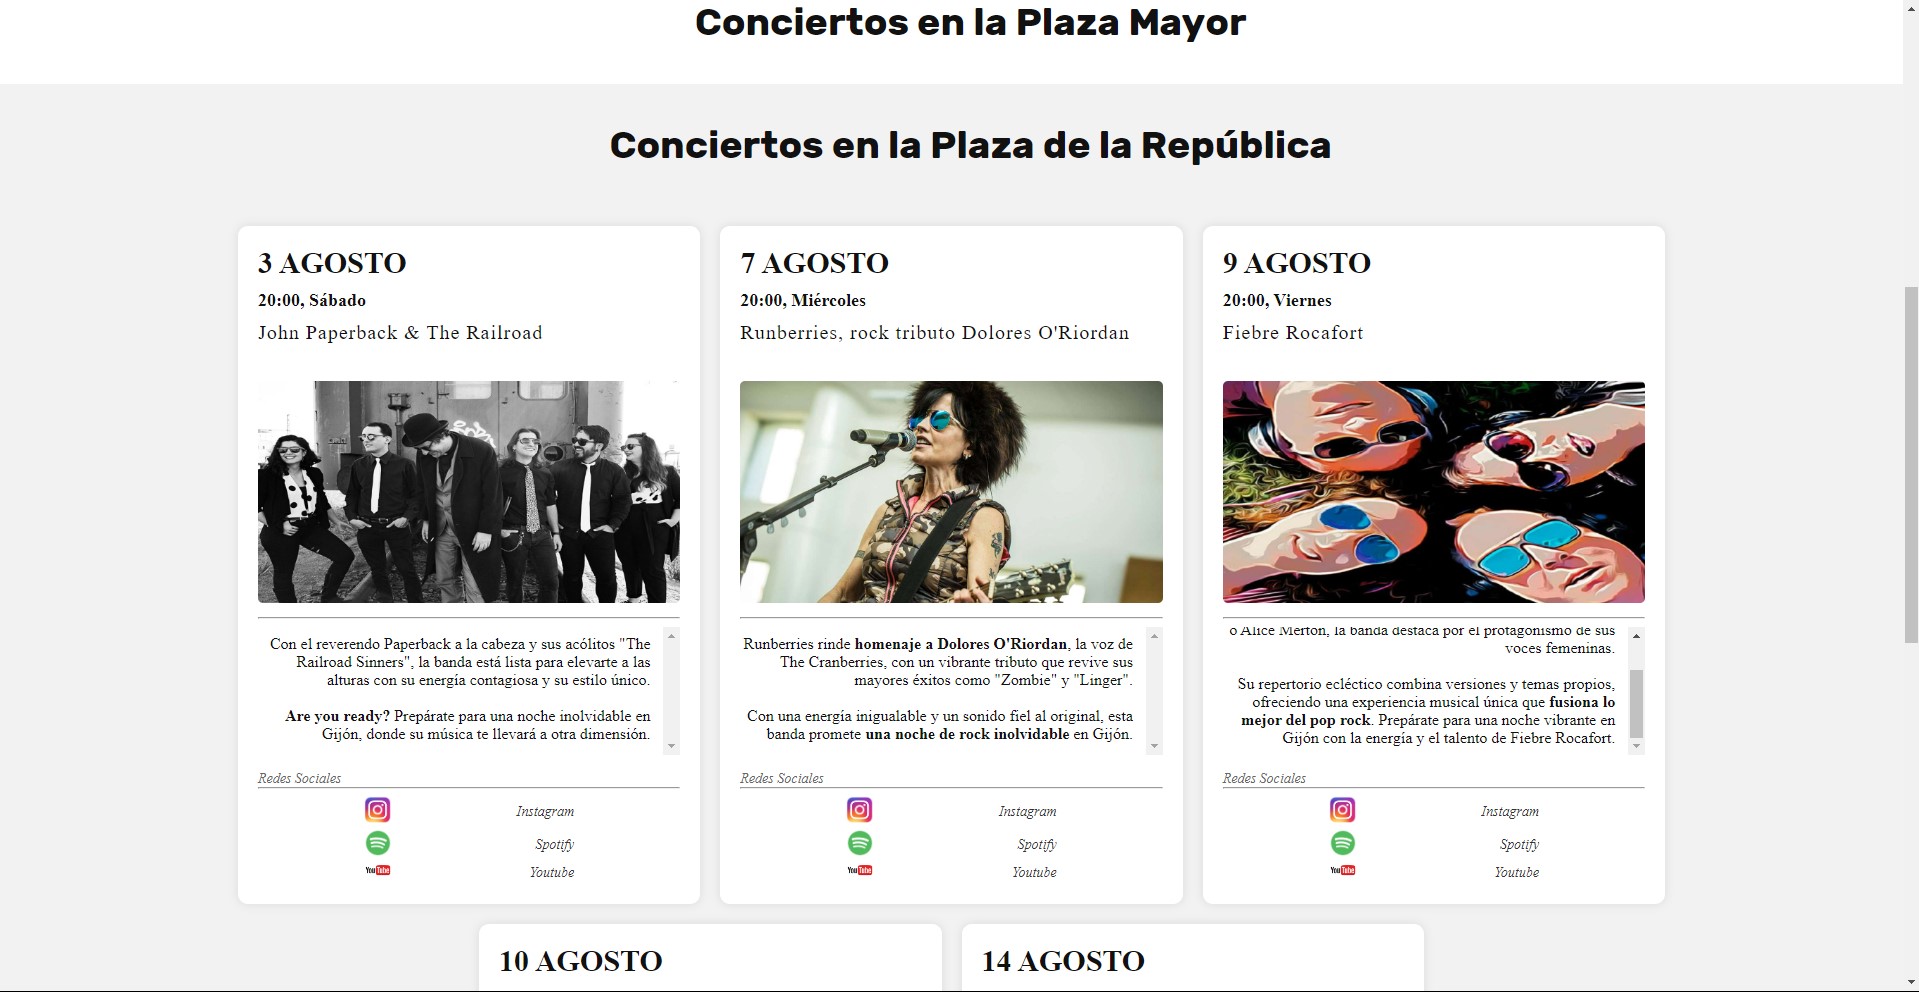 Conciertos en la Plaza Mayor
Conciertos en la Plaza de la República
3 AGOSTO
20:00, Sábado
John Paperback & The Railroad
Con el reverendo Paperback a la cabeza y sus acólitos "The
Railroad Sinners", la banda está lista para elevarte a las
alturas con su energía contagiosa y su estilo único.
Are you ready? Prepárate para una noche inolvidable en
Gijón, donde su música te llevará a otra dimensión.
Redes Sociales
Instagram
Spotify
YouTube
Youtube
7 AGOSTO
20:00, Miércoles
Runberries, rock tributo Dolores O'Riordan
Runberries rinde homenaje a Dolores O'Riordan, la voz de
The Cranberries, con un vibrante tributo que revive sus
mayores éxitos como "Zombie" y "Linger".
Con una energía inigualable y un sonido fiel al original, esta
banda promete una noche de rock inolvidable en Gijón.
Redes Sociales
Instagram
Spotify
YouTube
Youtube
9 AGOSTO
20:00, Viernes
Fiebre Rocafort
o Alice Merton, la banda destaca por el protagonismo de sus
voces femeninas.
Su repertorio ecléctico combina versiones y temas propios,
ofreciendo una experiencia musical única que fusiona lo
mejor del pop rock. Prepárate para una noche vibrante en
Gijón con la energía y el talento de Fiebre Rocafort.
Redes Sociales
Instagram
Spotify
YouTube
Youtube
10 AGOSTO
14 AGOSTO